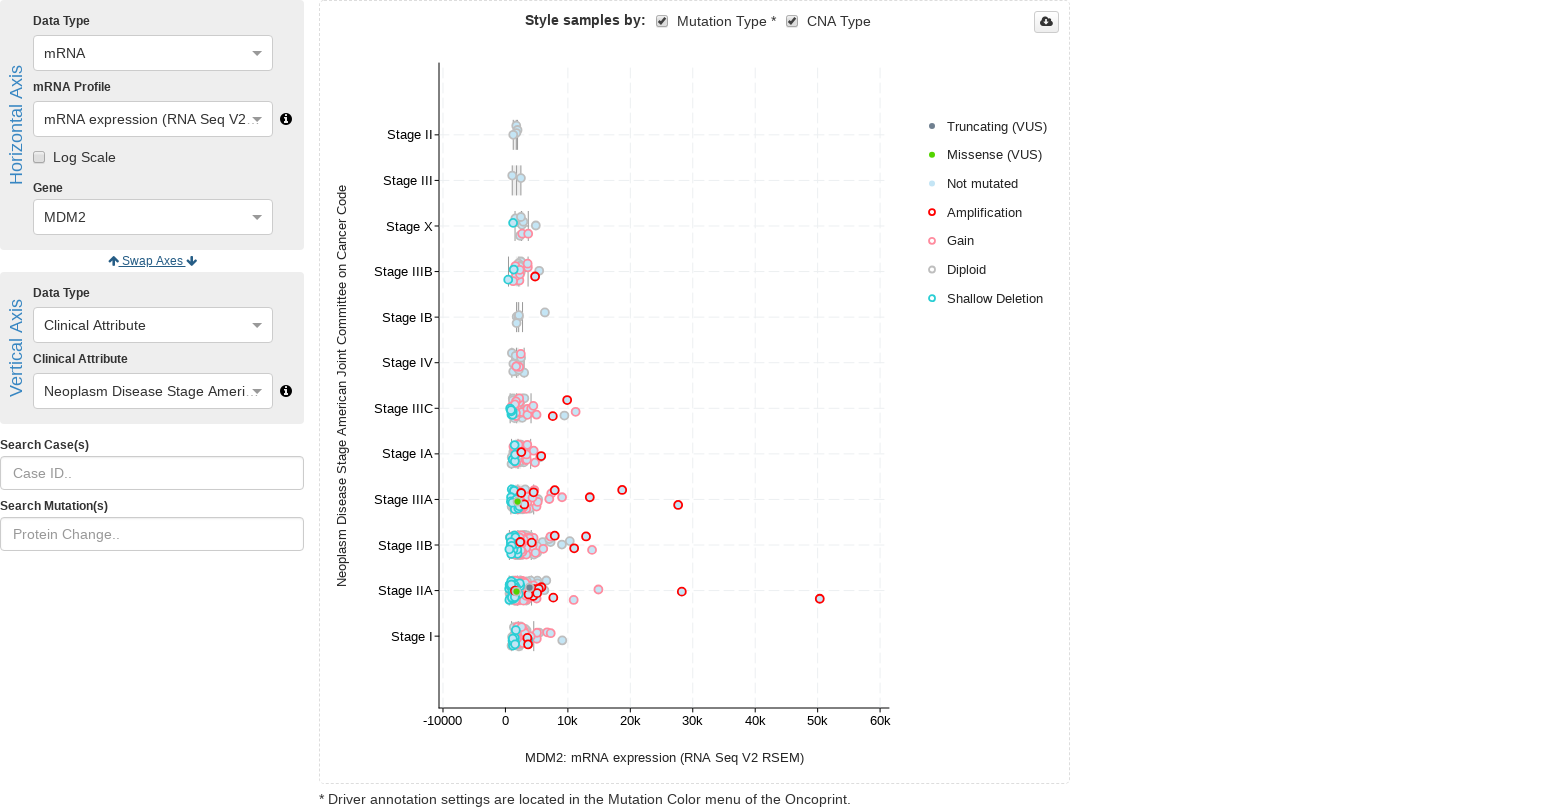 Horizontal Axis
Data Type
mRNA
mRNA Profile
mRNA expression (RNA Seq V2...
Log Scale
Gene
MDM2
Swap Axes
Vertical Axis
Data Type
Clinical Attribute
Clinical Attribute
Neoplasm Disease Stage Ameri...
Search Case(s)
Case ID..
Search Mutation(s)
Protein Change..
Style samples by: Mutation Type * CNA Type
Neoplasm Disease Stage American Joint Committee on Cancer Code
Stage II
Stage III
Stage X
Stage IIIB
Stage IB
Stage IV
Stage IIIC
Stage IA
Stage IIIA
Stage IIB
Stage IIA
Stage I
-10000 0 10k 20k 30k 40k 50k 60k
MDM2: mRNA expression (RNA Seq V2 RSEM)
Truncating (VUS)
Missense (VUS)
Not mutated
Amplification
Gain
Diploid
Shallow Deletion
* Driver annotation settings are located in the Mutation Color menu of the Oncoprint.